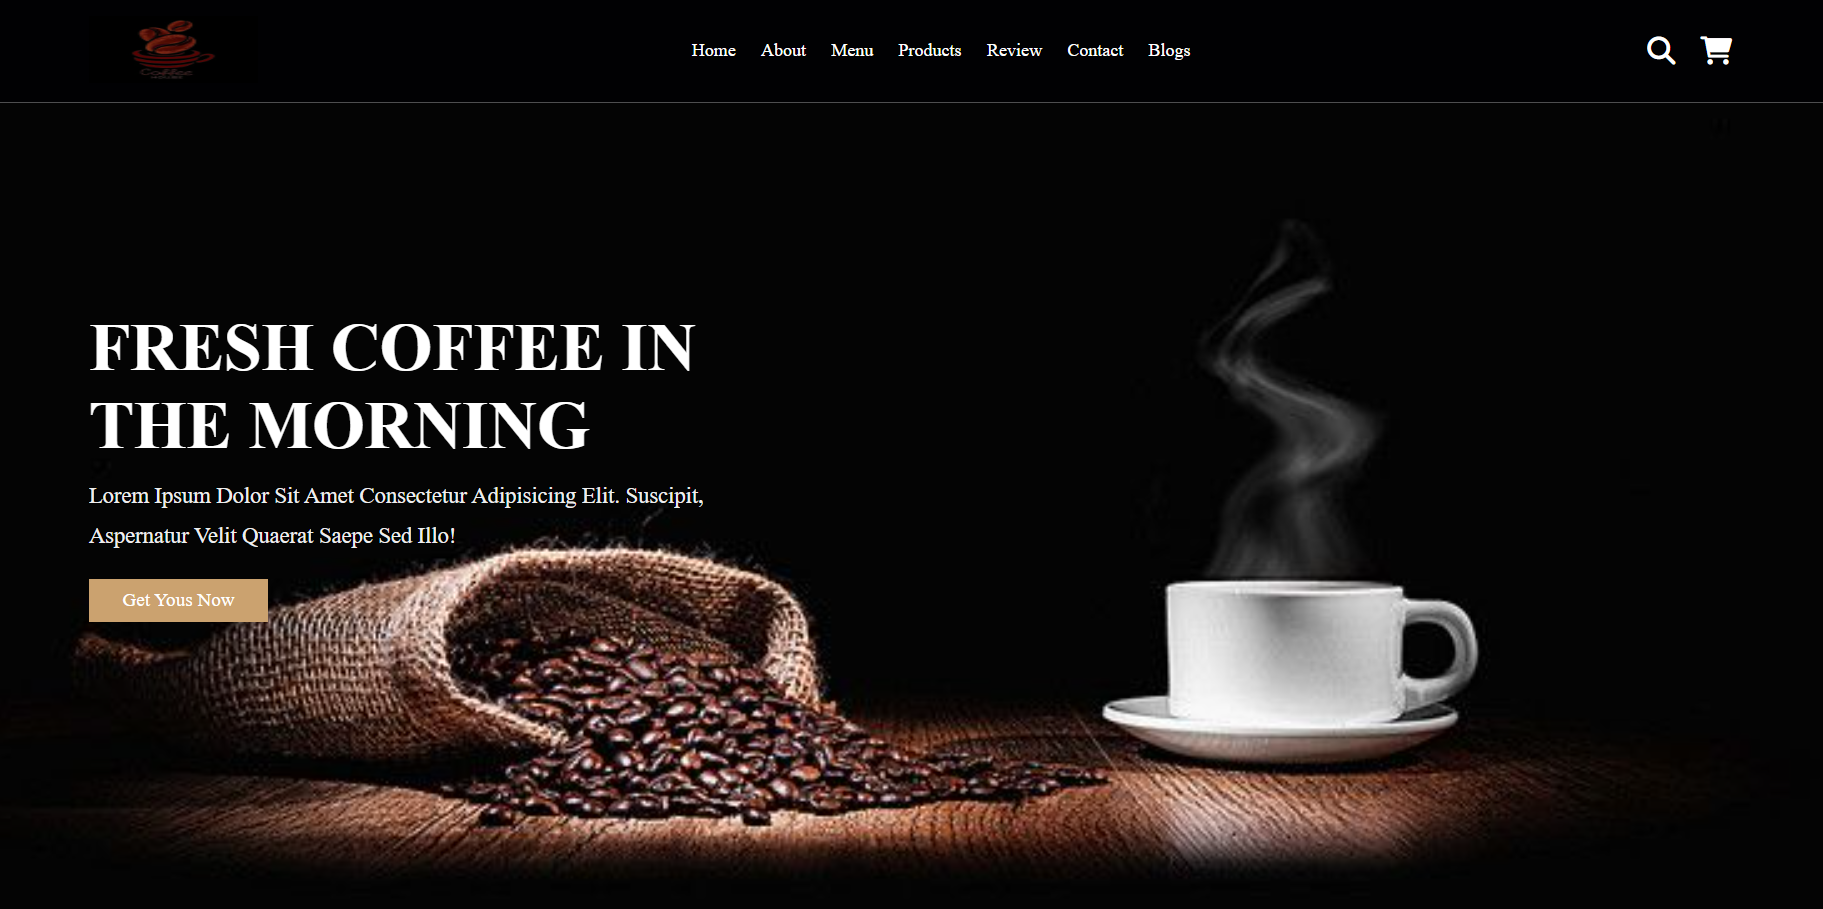 Coffee
Home About Menu Products Review Contact Blogs
FRESH COFFEE IN
THE MORNING
Lorem Ipsum Dolor Sit Amet Consectetur Adipisicing Elit. Suscipit,
Aspernatur Velit Quaerat Saepe Sed Illo!
Get Yous Now